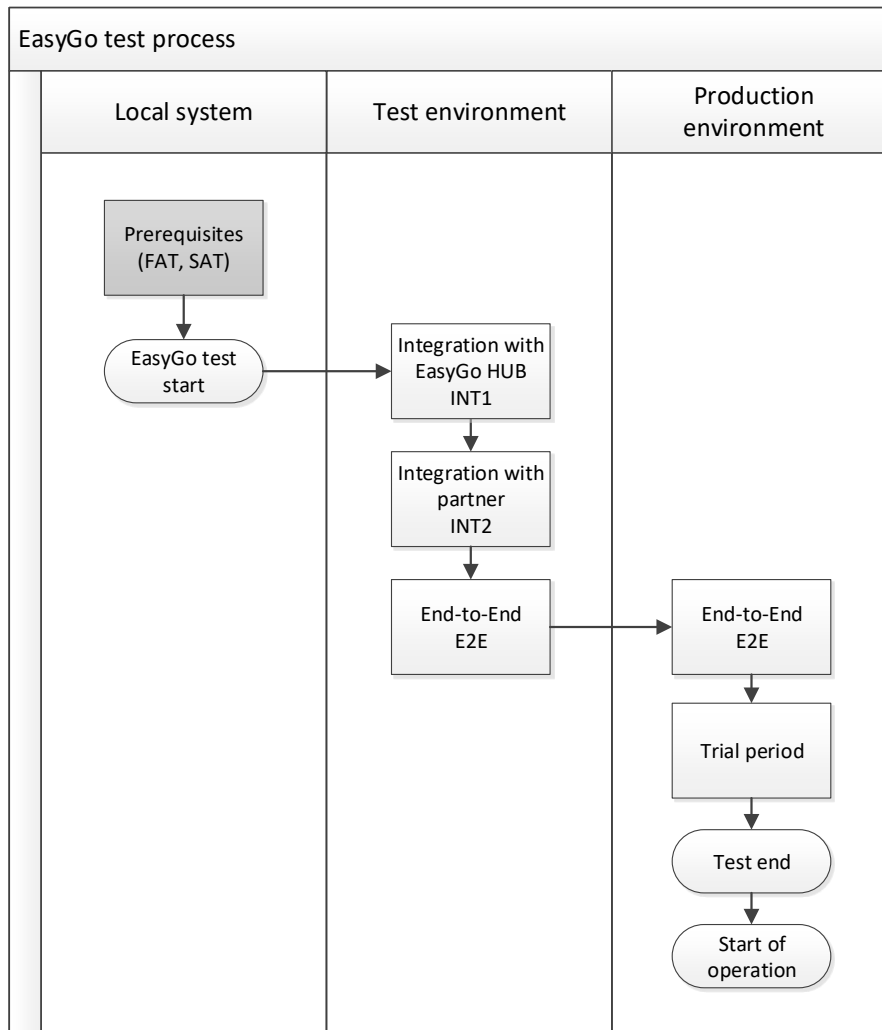 EasyGo test process
Local system
Test environment
Production
environment
Prerequisites
(FAT, SAT)
EasyGo test
start
Integration with
EasyGo HUB
INT1
Integration with
partner
INT2
End-to-End
E2E
End-to-End
E2E
Trial period
Test end
Start of
operation